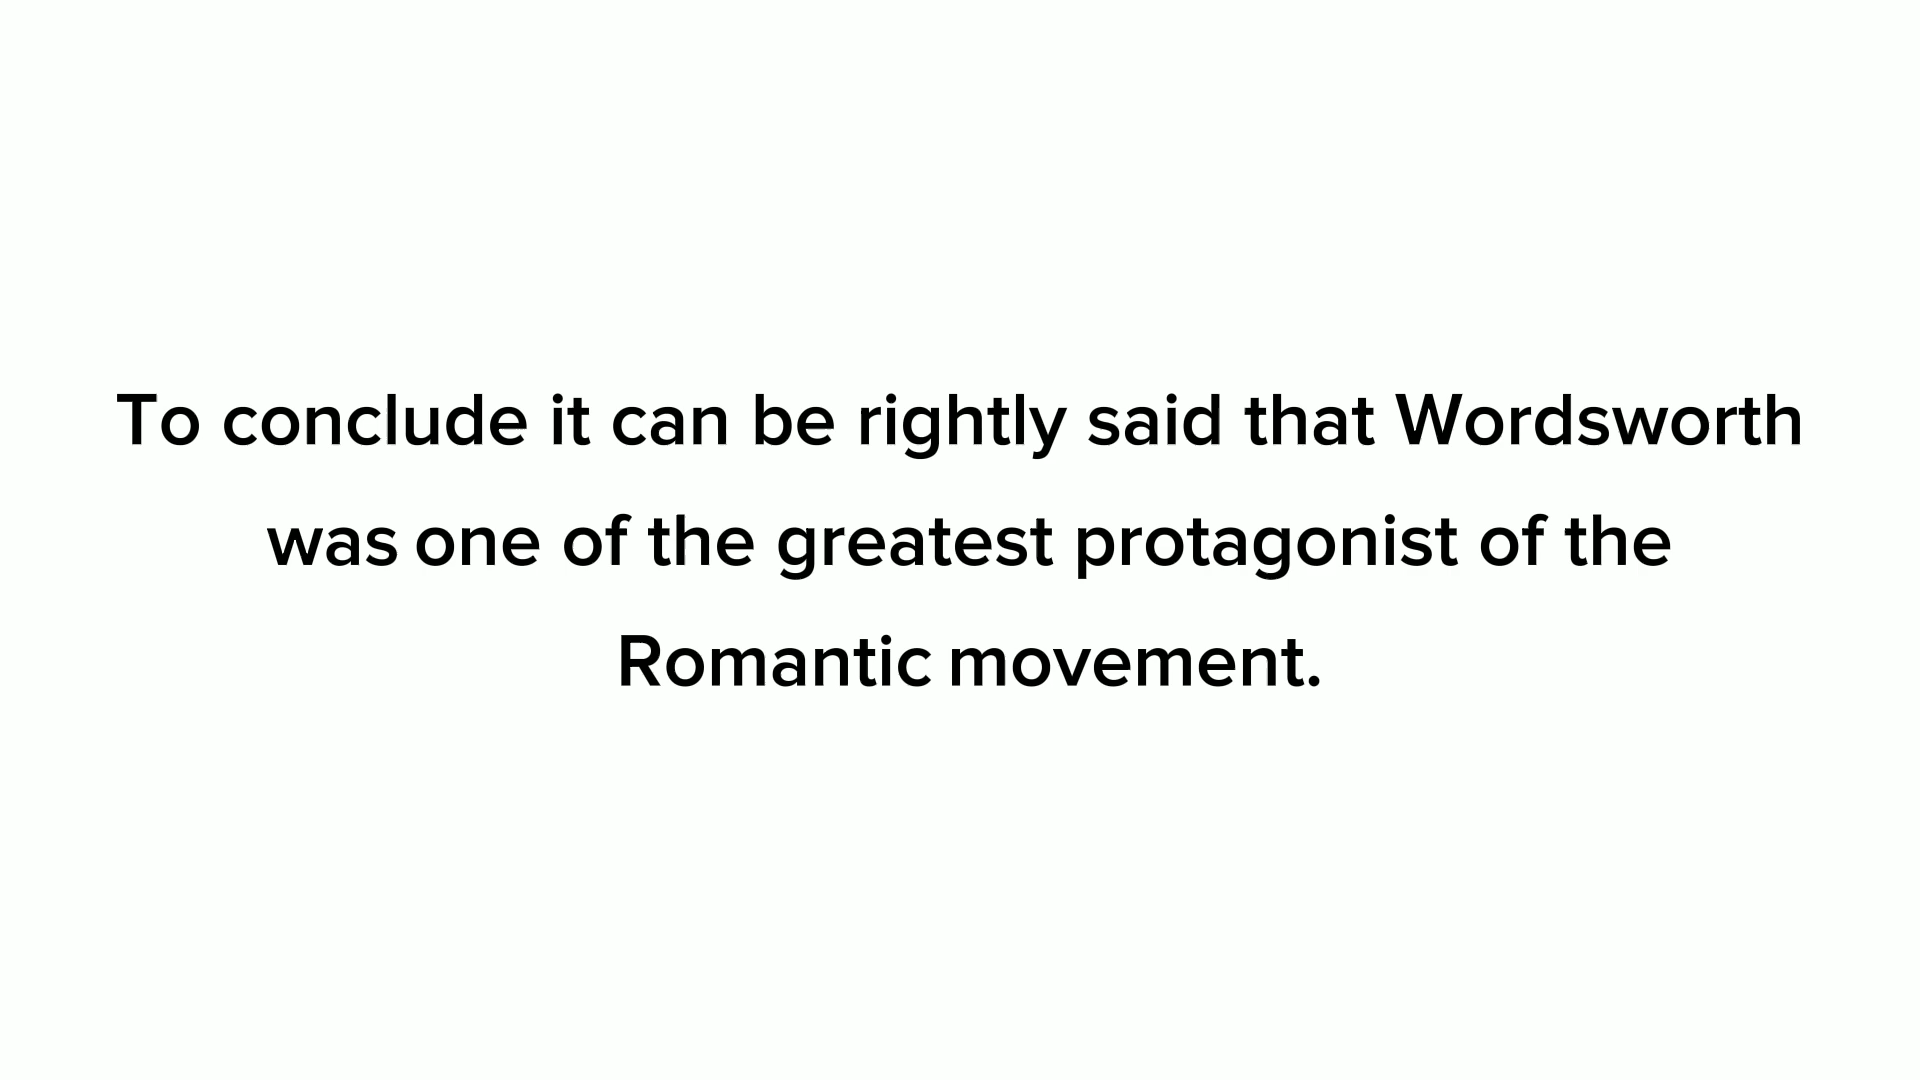 To conclude it can be rightly said that Wordsworth
was one of the greatest protagonist of the
Romantic movement.